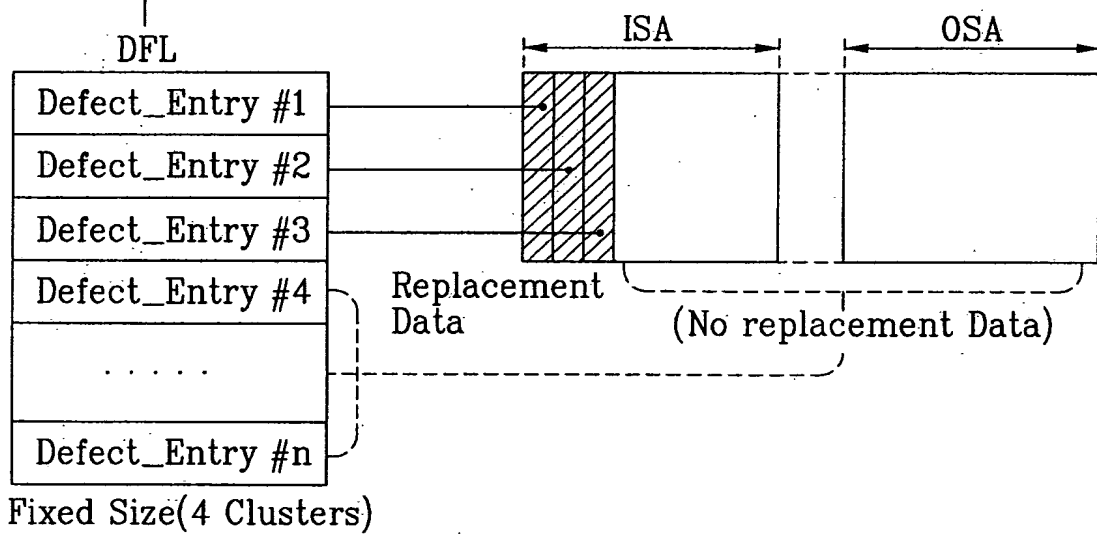 DFL
Defect_Entry #1
Defect_Entry #2
Defect_Entry #3
Defect_Entry #4
. . . . .
Defect_Entry #n
Fixed Size(4 Clusters)
ISA
OSA
Replacement
Data
(No replacement Data)